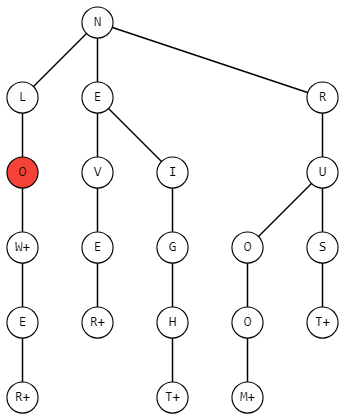 N
L E R
O V I U
W+ E G O S
E R+ H O T+
R+ T+ M+